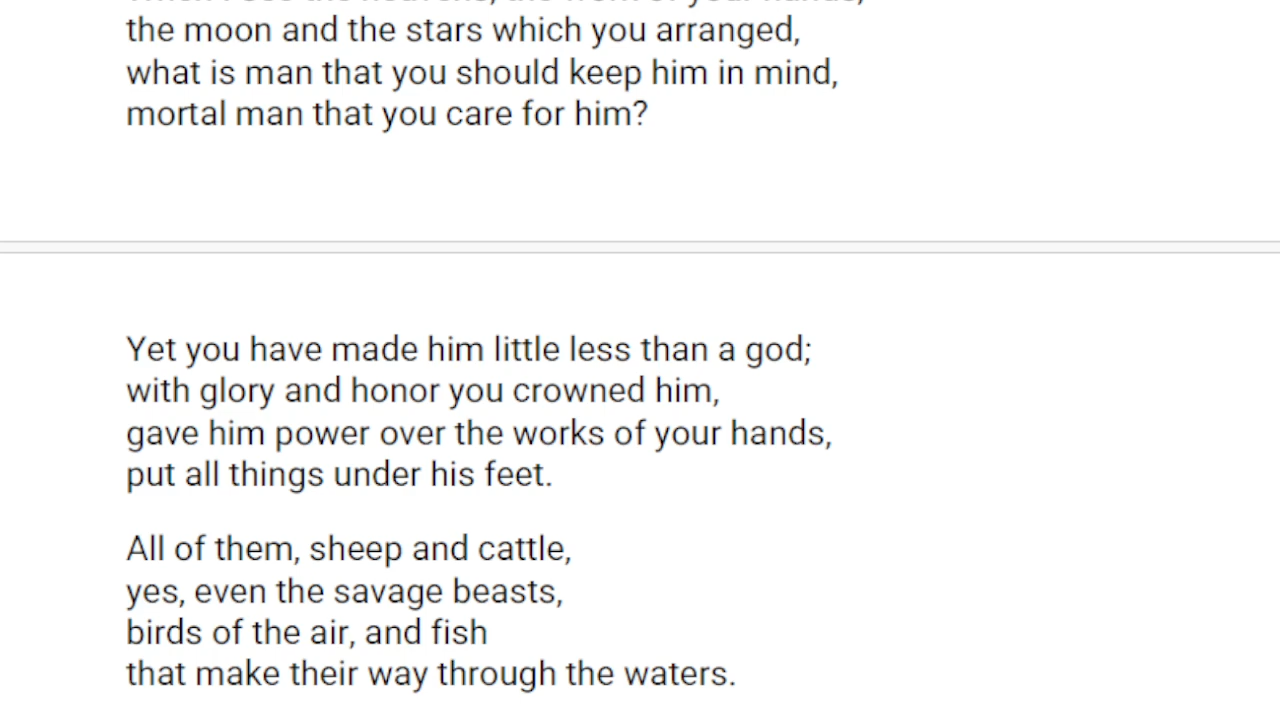 the moon and the stars which you arranged,
what is man that you should keep him in mind,
mortal man that you care for him?
Yet you have made him little less than a god;
with glory and honor you crowned him,
gave him power over the works of your hands,
put all things under his feet.
All of them, sheep and cattle,
yes, even the savage beasts,
birds of the air, and fish
that make their way through the waters.